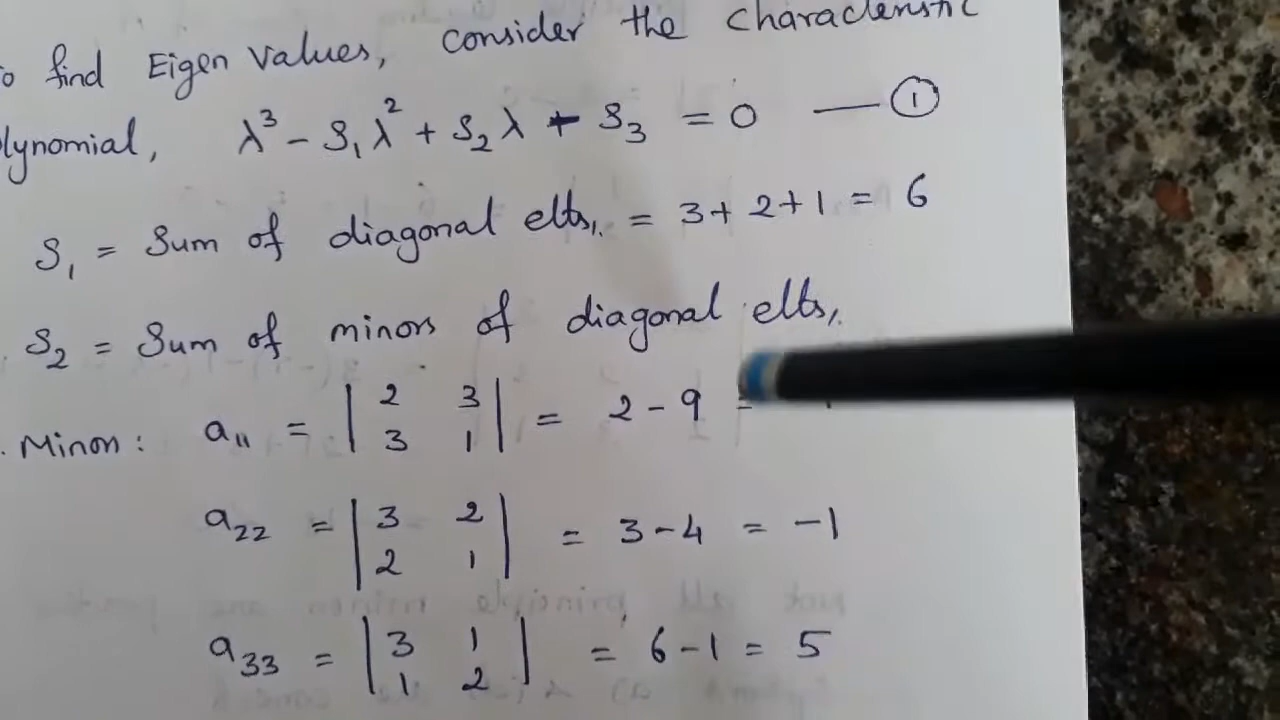 find Eigen Values, consider the characteristic
lynomial, λ³ - S₁λ² + S₂λ - S₃ = 0 — ①
S₁ = Sum of diagonal elts, = 3+2+1 = 6
S₂ = Sum of minors of diagonal elts,
Minor: a₁₁ = |2 3; 3 1| = 2-9 =
a₂₂ = |3 2; 2 1| = 3-4 = -1
a₃₃ = |3 1; 1 2| = 6-1 = 5